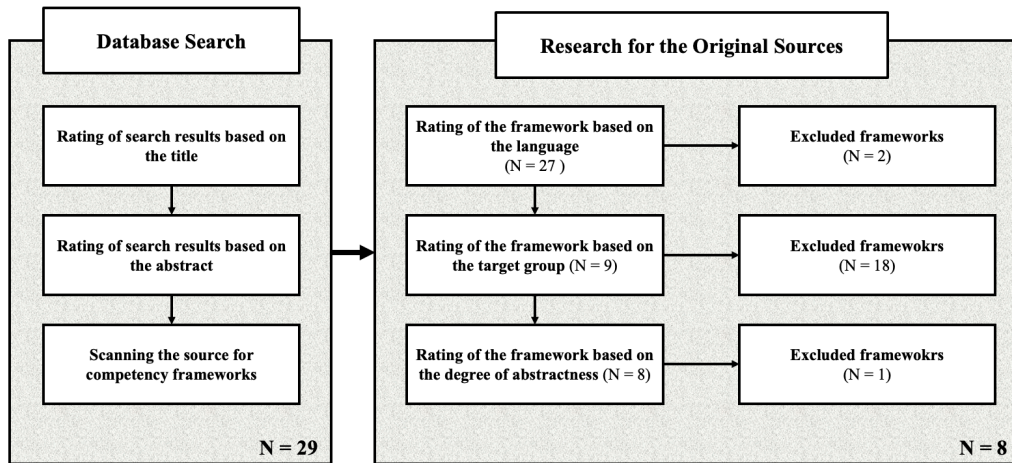 Database Search
Rating of search results based on
the title
Rating of search results based on
the abstract
Scanning the source for
competency frameworks
N = 29
Research for the Original Sources
Rating of the framework based on
the language
(N = 27 )
Excluded frameworks
(N = 2)
Rating of the framework based on
the target group (N = 9)
Excluded framewokrs
(N = 18)
Rating of the framework based on
the degree of abstractness (N = 8)
Excluded framewokrs
(N = 1)
N = 8